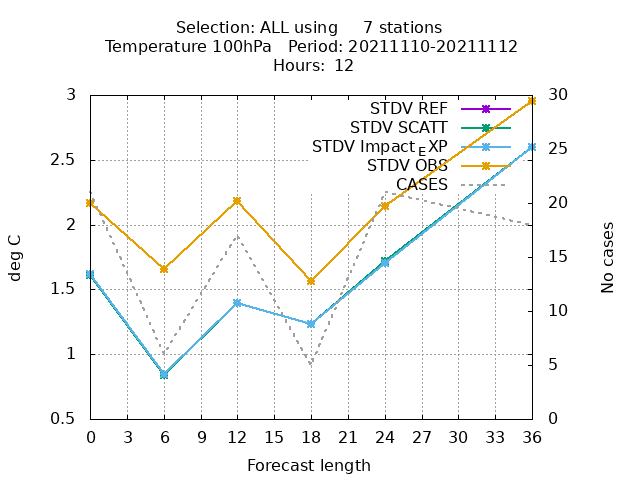 Selection: ALL using 7 stations
Temperature 100hPa Period: 20211110-20211112
Hours: 12
3
2.5
2
1.5
1
0.5
30
25
20
15
10
5
0
STDV REF
STDV SCATT
STDV Impact_EXP
STDV OBS
CASES
deg C
No cases
0 3 6 9 12 15 18 21 24 27 30 33 36
Forecast length